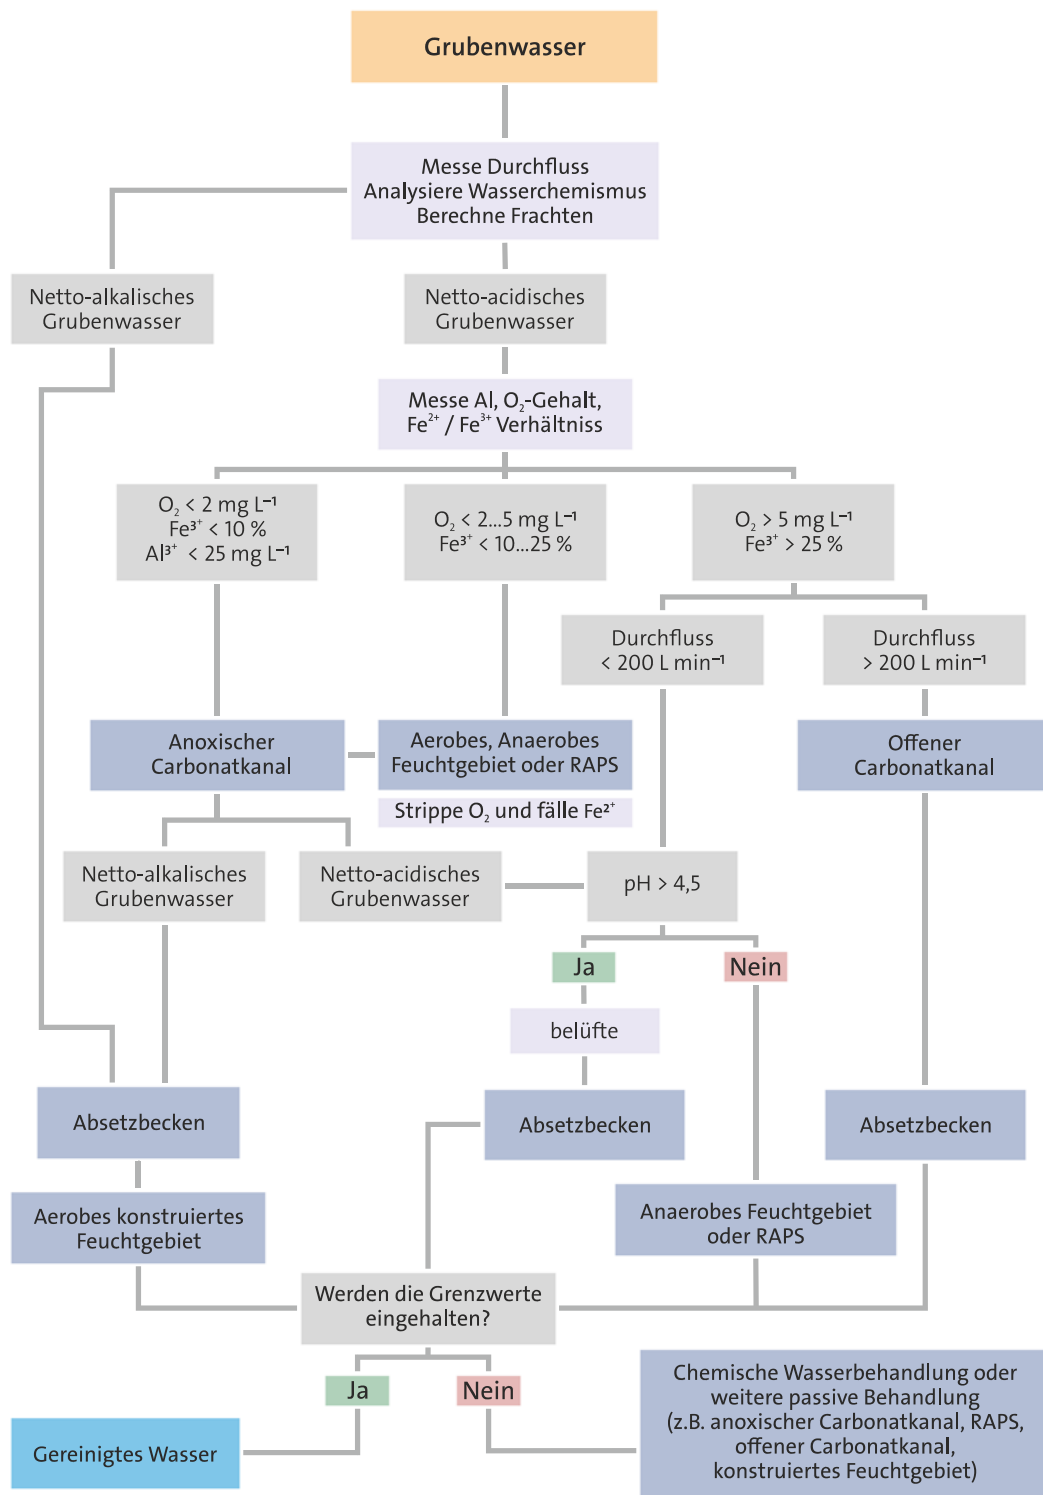 Grubenwasser
Messe Durchfluss
Analysiere Wasserchemismus
Berechne Frachten
Netto-alkalisches
Grubenwasser
Netto-acidisches
Grubenwasser
Messe Al, O₂-Gehalt,
Fe²⁺ / Fe³⁺ Verhältniss
O₂ < 2 mg L⁻¹
Fe³⁺ < 10 %
Al³⁺ < 25 mg L⁻¹
O₂ < 2...5 mg L⁻¹
Fe³⁺ < 10...25 %
O₂ > 5 mg L⁻¹
Fe³⁺ > 25 %
Durchfluss
< 200 L min⁻¹
Durchfluss
> 200 L min⁻¹
Anoxischer
Carbonatkanal
Aerobes, Anaerobes
Feuchtgebiet oder RAPS
Offener
Carbonatkanal
Strippe O₂ und fälle Fe²⁺
Netto-alkalisches
Grubenwasser
Netto-acidisches
Grubenwasser
pH > 4,5
Ja
Nein
belüfte
Absetzbecken
Absetzbecken
Absetzbecken
Aerobes konstruiertes
Feuchtgebiet
Anaerobes Feuchtgebiet
oder RAPS
Werden die Grenzwerte
eingehalten?
Ja
Nein
Chemische Wasserbehandlung oder
weitere passive Behandlung
(z.B. anoxischer Carbonatkanal, RAPS,
offener Carbonatkanal,
konstruiertes Feuchtgebiet)
Gereinigtes Wasser